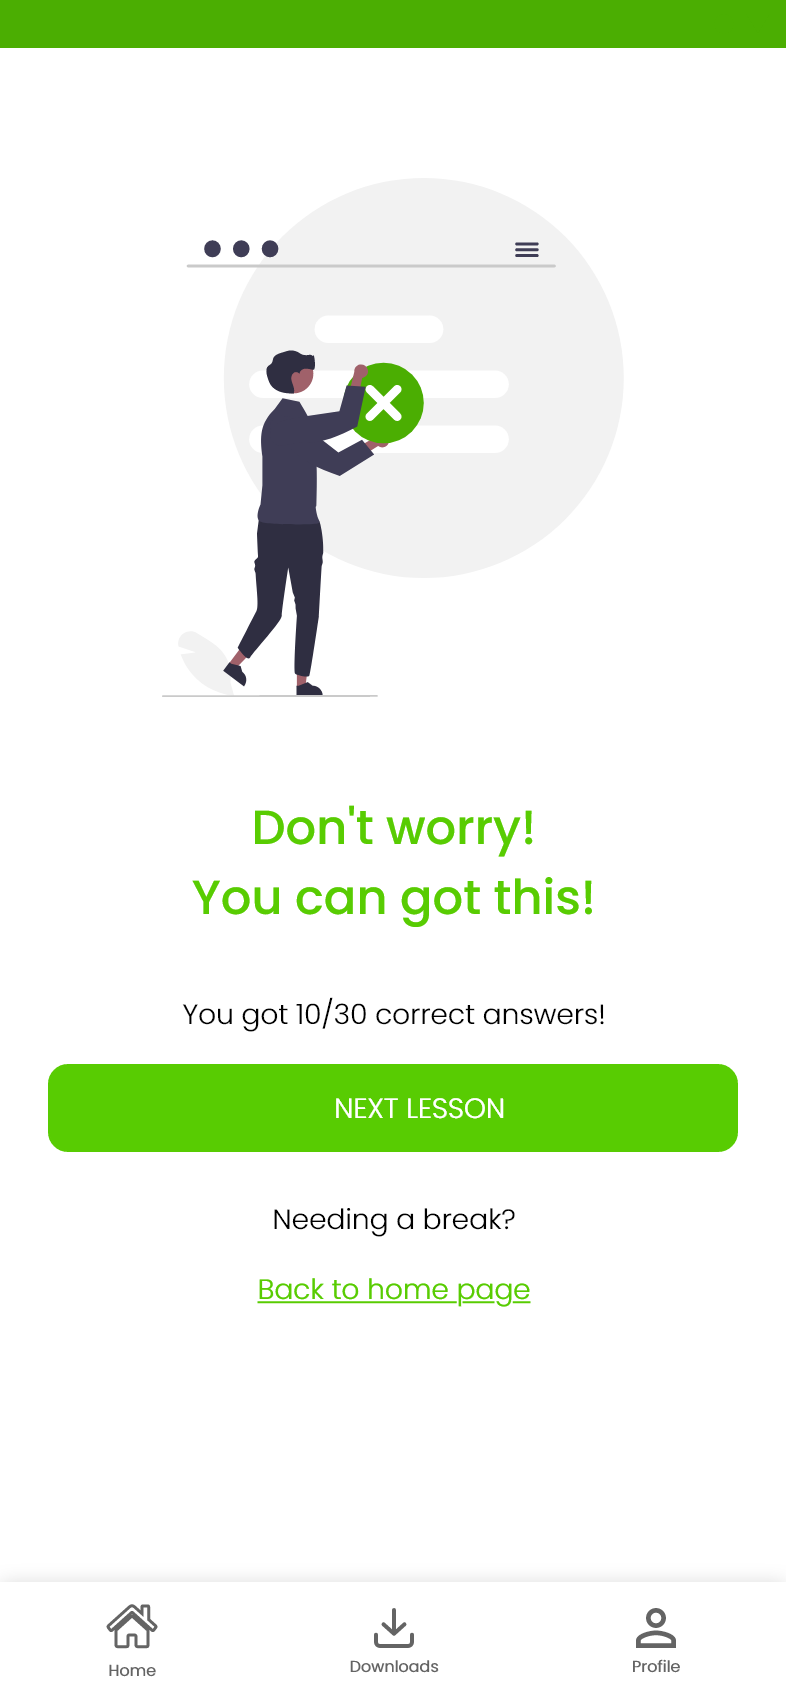 Don't worry!
You can got this!
You got 10/30 correct answers!
NEXT LESSON
Needing a break?
Back to home page
Home
Downloads
Profile